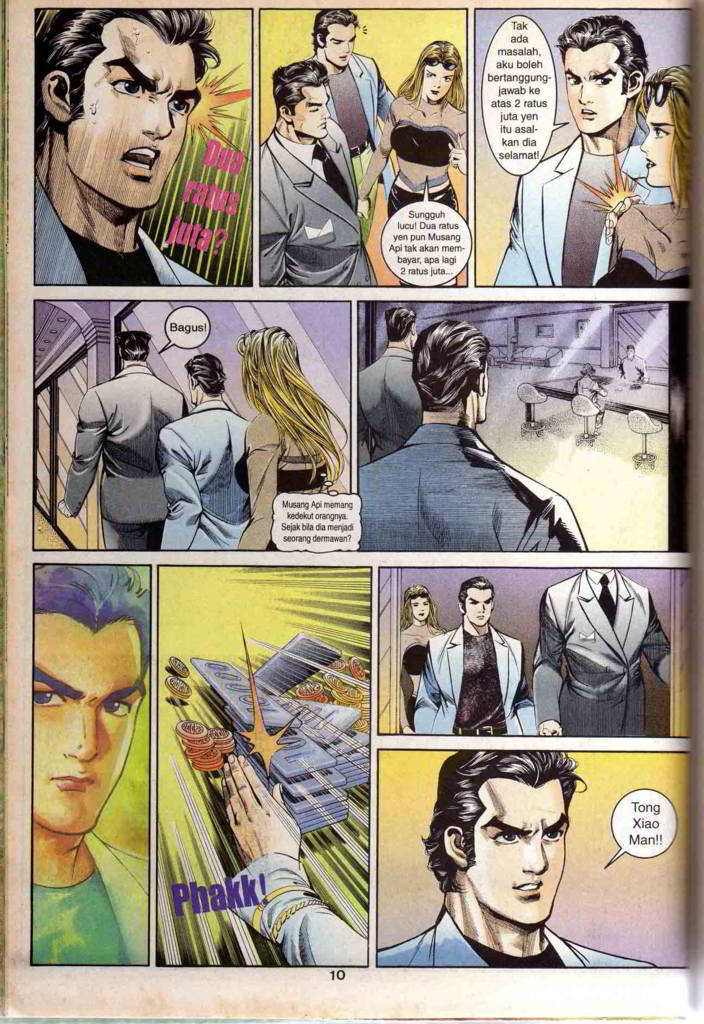 Dua
ratus
juta?
Sungguh
lucu! Dua ratus
yen pun Musang
Api tak akan mem-
bayar, apa lagi
2 ratus juta...
Tak
ada
masalah,
aku boleh
bertanggung-
jawab ke
atas 2 ratus
juta yen
itu asal-
kan dia
selamat!
Bagus!
Musang Api memang
kedekut orangnya.
Sejak bila dia menjadi
seorang dermawan?
Phakk!
Tong
Xiao
Man!!
10